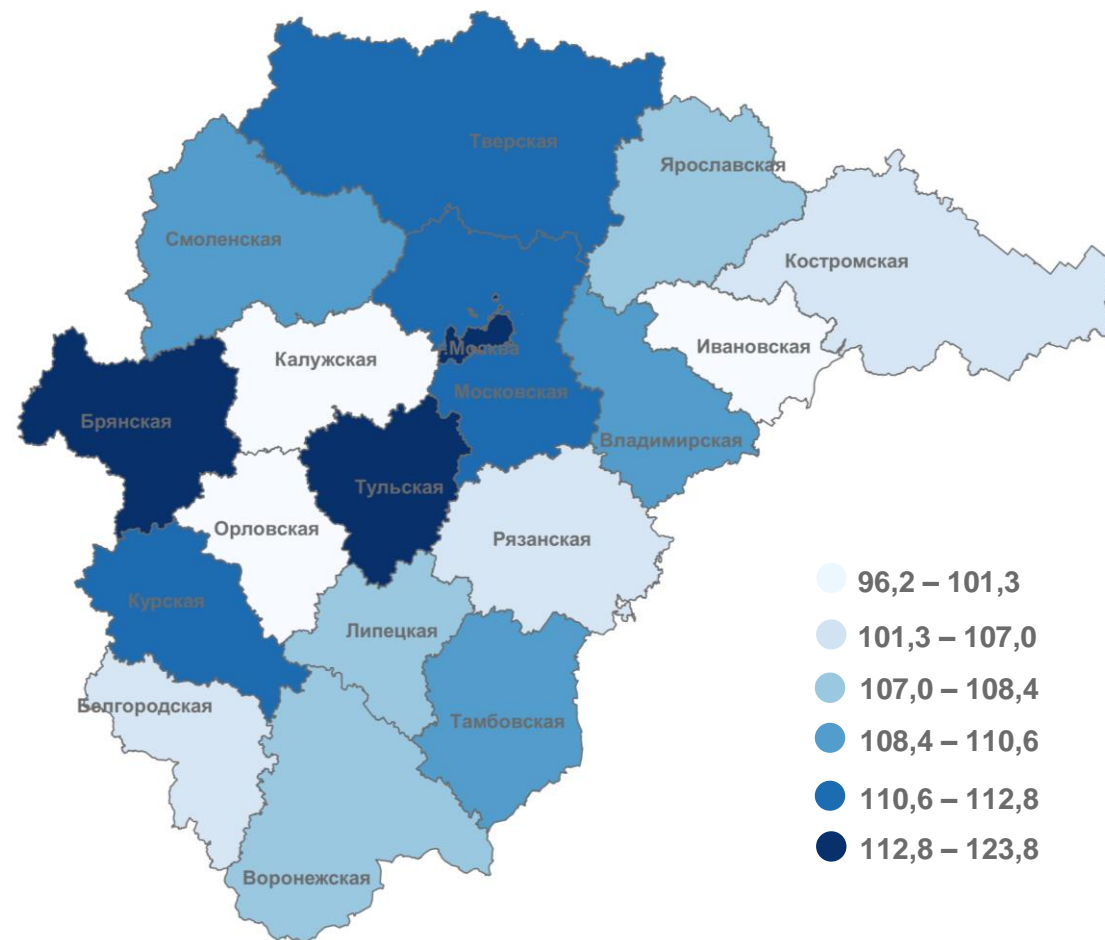 Тверская
Ярославская
Смоленская
Костромская
Калужская
г.Москва
Ивановская
Московская
Брянская
Владимирская
Тульская
Орловская
Рязанская
Курская
Липецкая
Белгородская
Тамбовская
Воронежская
96,2 – 101,3
101,3 – 107,0
107,0 – 108,4
108,4 – 110,6
110,6 – 112,8
112,8 – 123,8